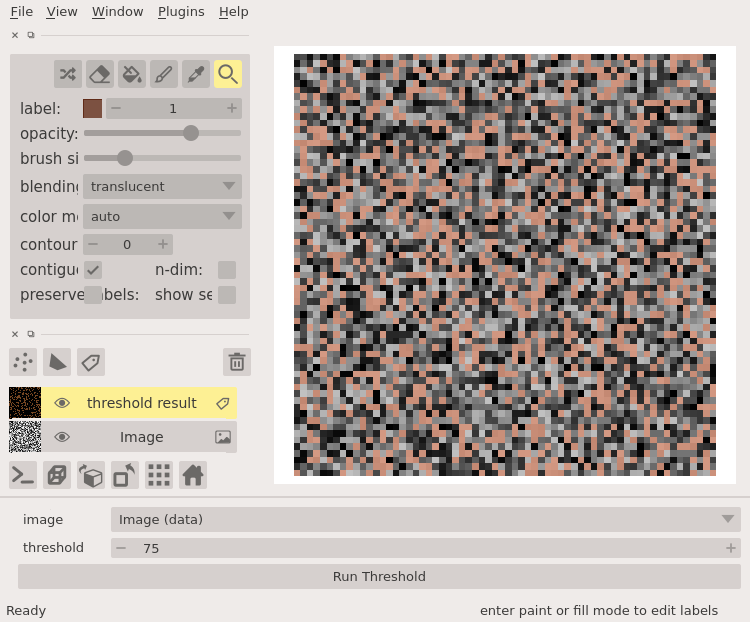 File View Window Plugins Help
label: 1
opacity:
brush si
blending translucent
color m auto
contour 0
contigu n-dim:
preserve abels: show se
threshold result
Image
image Image (data)
threshold 75
Run Threshold
Ready enter paint or fill mode to edit labels